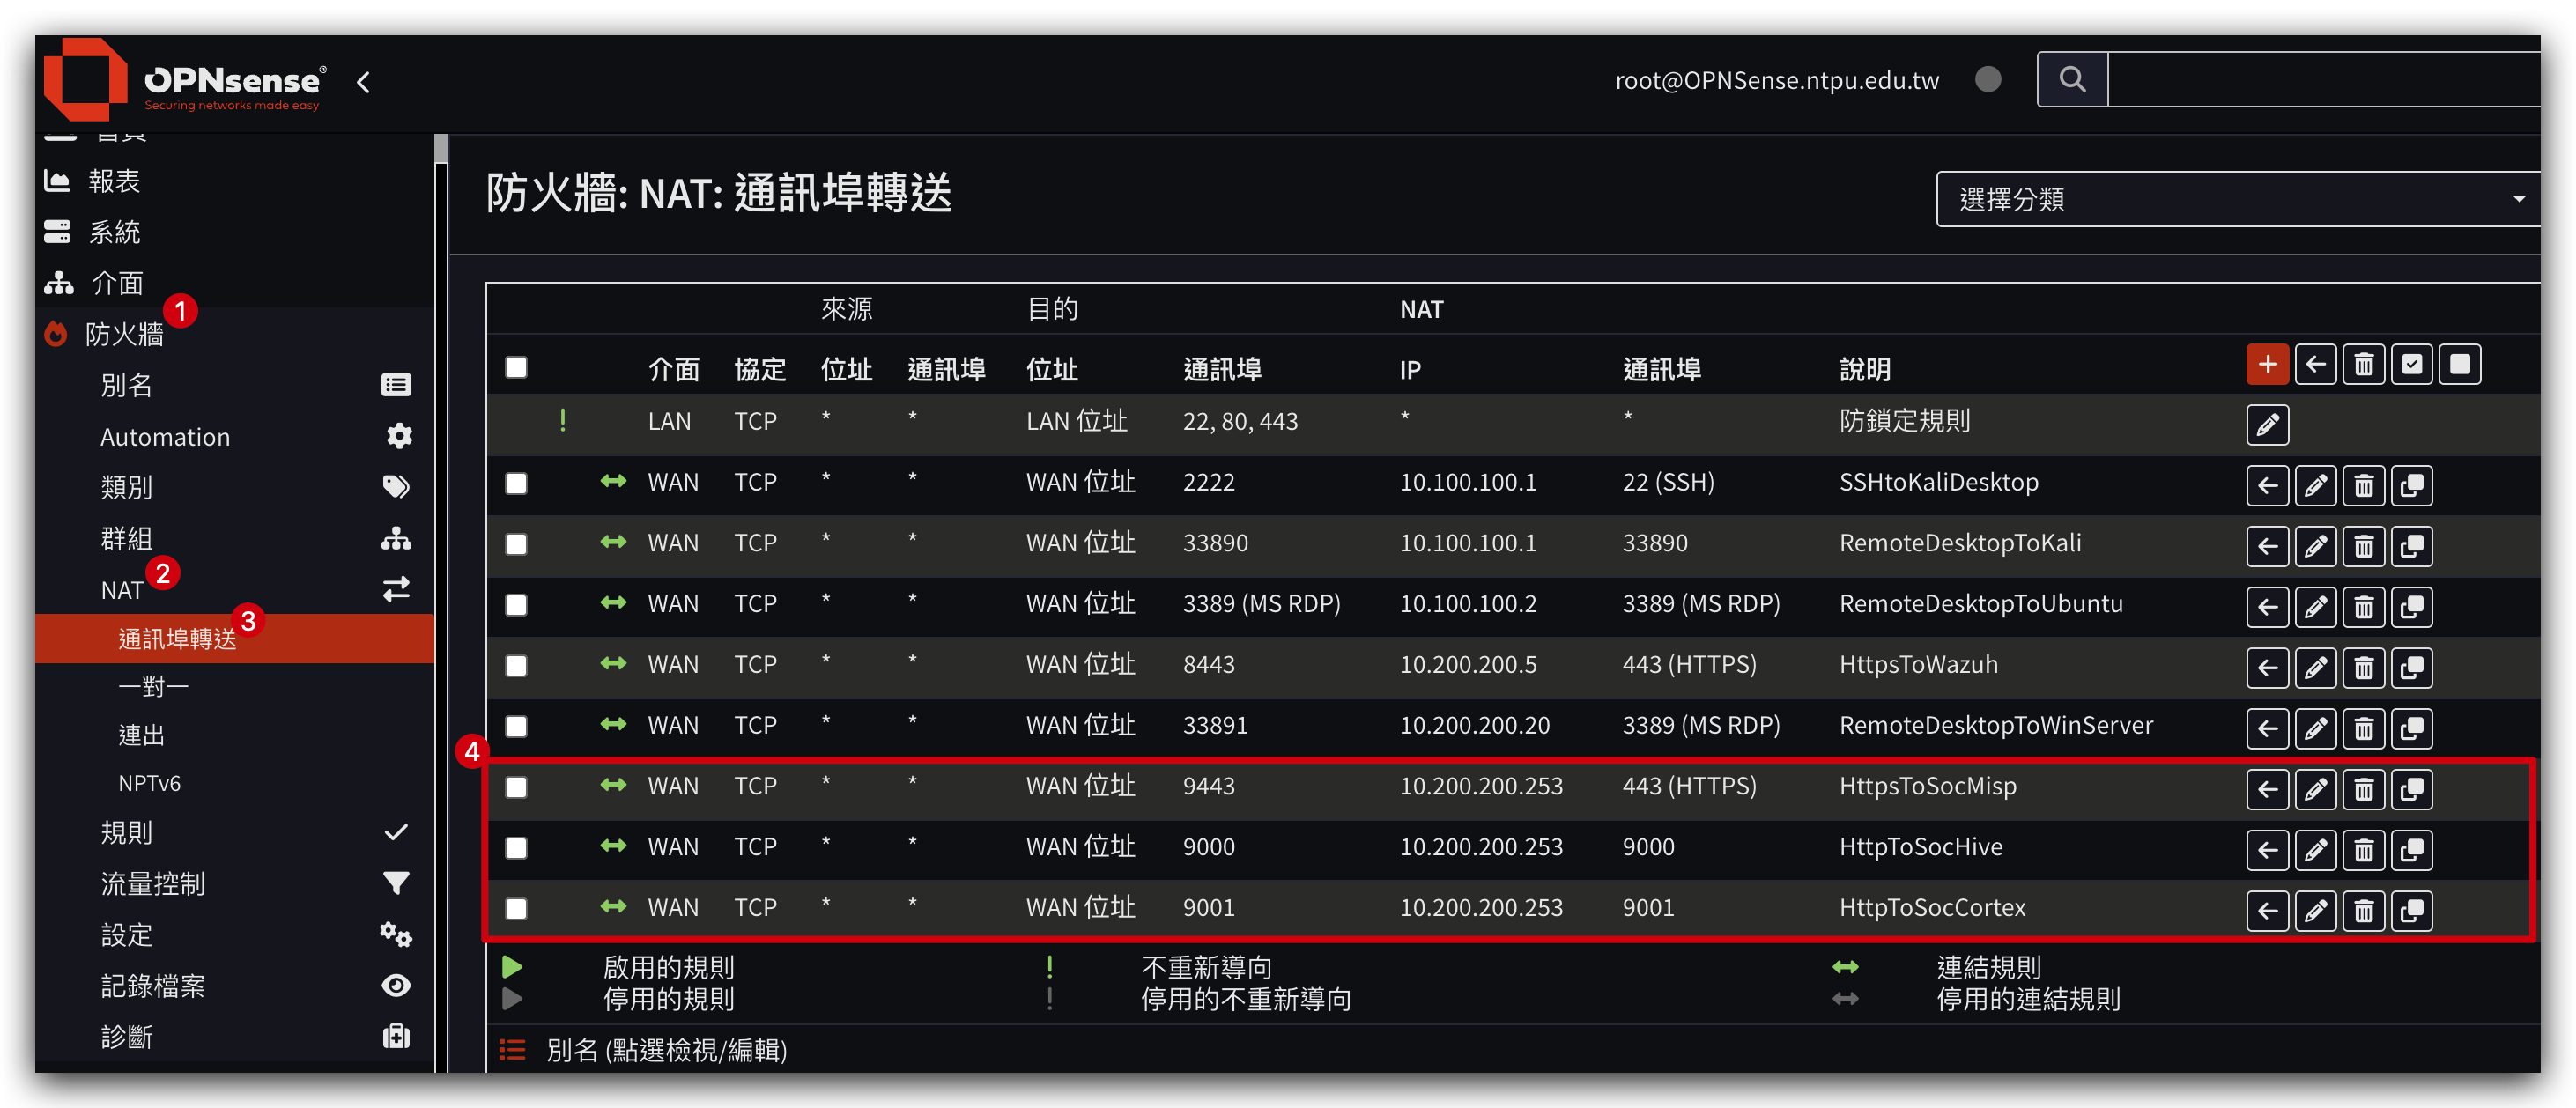 OPNsense®
Securing networks made easy
root@OPNSense.ntpu.edu.tw
報表
系統
介面
1
防火牆
別名
Automation
類別
群組
NAT
2
通訊埠轉送
3
一對一
連出
NPTv6
規則
流量控制
設定
記錄檔案
診斷
防火牆: NAT: 通訊埠轉送
選擇分類
來源 目的 NAT
介面 協定 位址 通訊埠 位址 通訊埠 IP 通訊埠 說明
! LAN TCP * * LAN 位址 22, 80, 443 * * 防鎖定規則
WAN TCP * * WAN 位址 2222 10.100.100.1 22 (SSH) SSHtoKaliDesktop
WAN TCP * * WAN 位址 33890 10.100.100.1 33890 RemoteDesktopToKali
WAN TCP * * WAN 位址 3389 (MS RDP) 10.100.100.2 3389 (MS RDP) RemoteDesktopToUbuntu
WAN TCP * * WAN 位址 8443 10.200.200.5 443 (HTTPS) HttpsToWazuh
WAN TCP * * WAN 位址 33891 10.200.200.20 3389 (MS RDP) RemoteDesktopToWinServer
4
WAN TCP * * WAN 位址 9443 10.200.200.253 443 (HTTPS) HttpsToSocMisp
WAN TCP * * WAN 位址 9000 10.200.200.253 9000 HttpToSocHive
WAN TCP * * WAN 位址 9001 10.200.200.253 9001 HttpToSocCortex
啟用的規則 ! 不重新導向 連結規則
停用的規則 ! 停用的不重新導向 停用的連結規則
別名 (點選檢視/編輯)